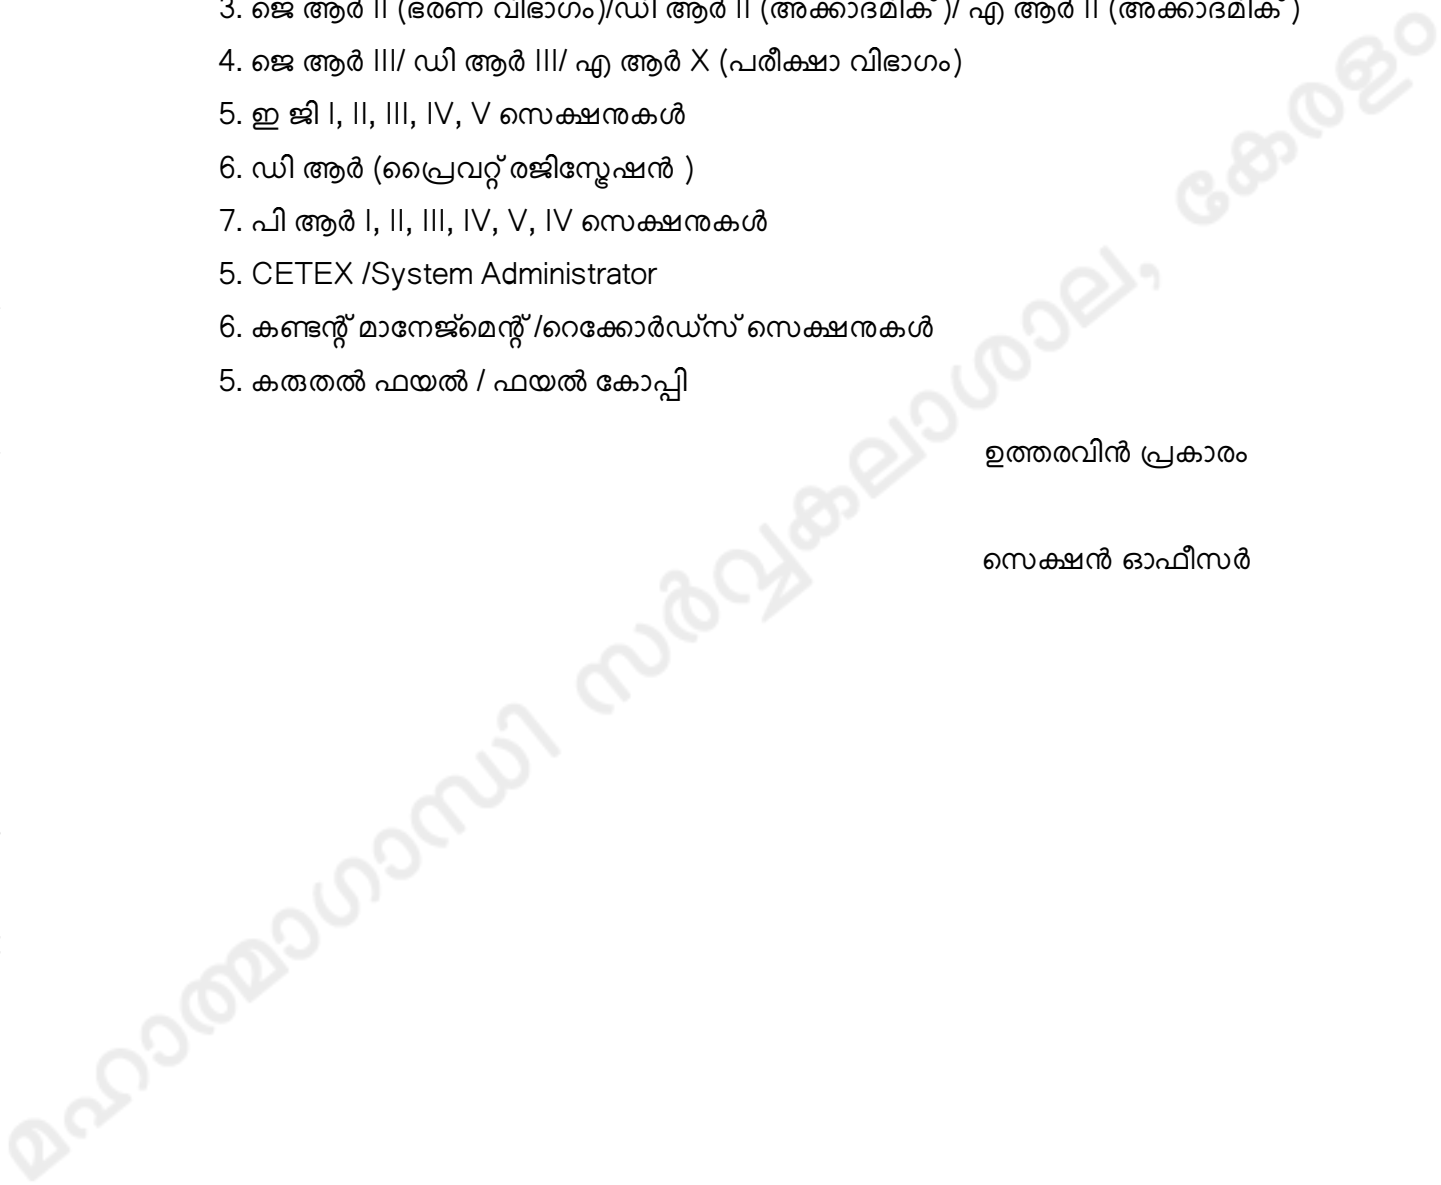 3. ജെ ആർ II (ഭരണ വിഭാഗം)/ഡി ആർ II (അക്കാദമിക് )/ എ ആർ II (അക്കാദമിക് )
4. ജെ ആർ III/ ഡി ആർ III/ എ ആർ X (പരീക്ഷാ വിഭാഗം)
5. ഇ ജി I, II, III, IV, V സെക്ഷനുകൾ
6. ഡി ആർ (പ്രൈവറ്റ് രജിസ്ട്രേഷൻ )
7. പി ആർ I, II, III, IV, V, IV സെക്ഷനുകൾ
5. CETEX /System Administrator
6. കണ്ടന്റ് മാനേജ്മെന്റ് /റെക്കോർഡ്സ് സെക്ഷനുകൾ
5. കരുതൽ ഫയൽ / ഫയൽ കോപ്പി
ഉത്തരവിൻ പ്രകാരം
സെക്ഷൻ ഓഫീസർ
മഹാത്മാഗാന്ധി സർവ്വകലാശാല, കേരളം